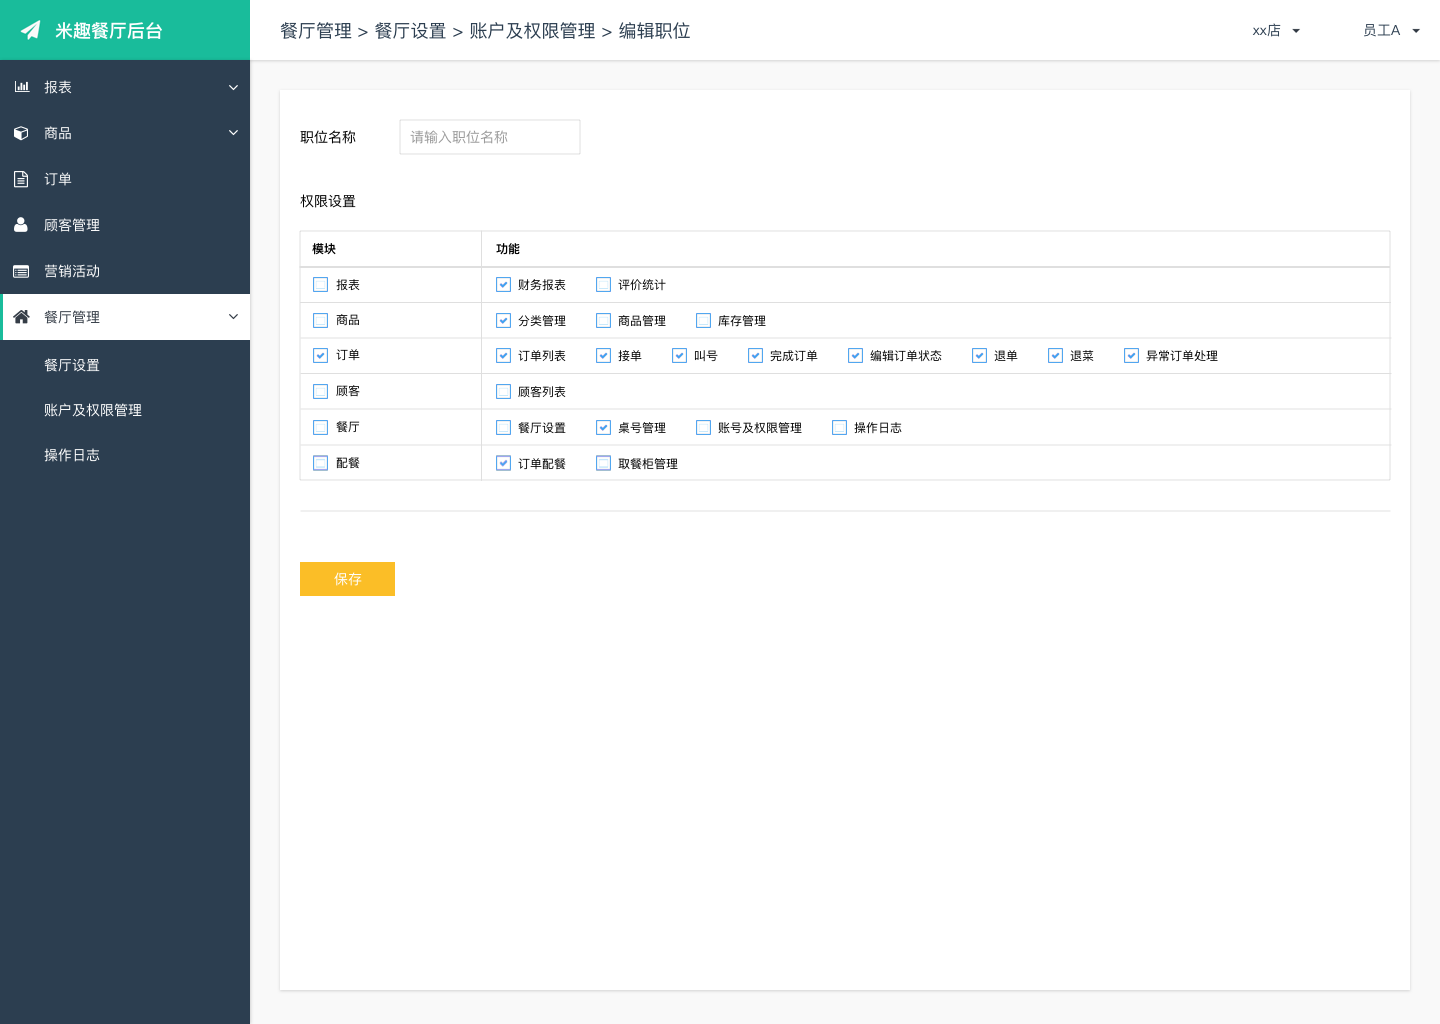 米趣餐厅后台
餐厅管理 > 餐厅设置 > 账户及权限管理 > 编辑职位
xx店
员工A
报表
商品
订单
顾客管理
营销活动
餐厅管理
餐厅设置
账户及权限管理
操作日志
职位名称 请输入职位名称
权限设置
模块 功能
报表 财务报表 评价统计
商品 分类管理 商品管理 库存管理
订单 订单列表 接单 叫号 完成订单 编辑订单状态 退单 退菜 异常订单处理
顾客 顾客列表
餐厅 餐厅设置 桌号管理 账号及权限管理 操作日志
配餐 订单配餐 取餐柜管理
保存